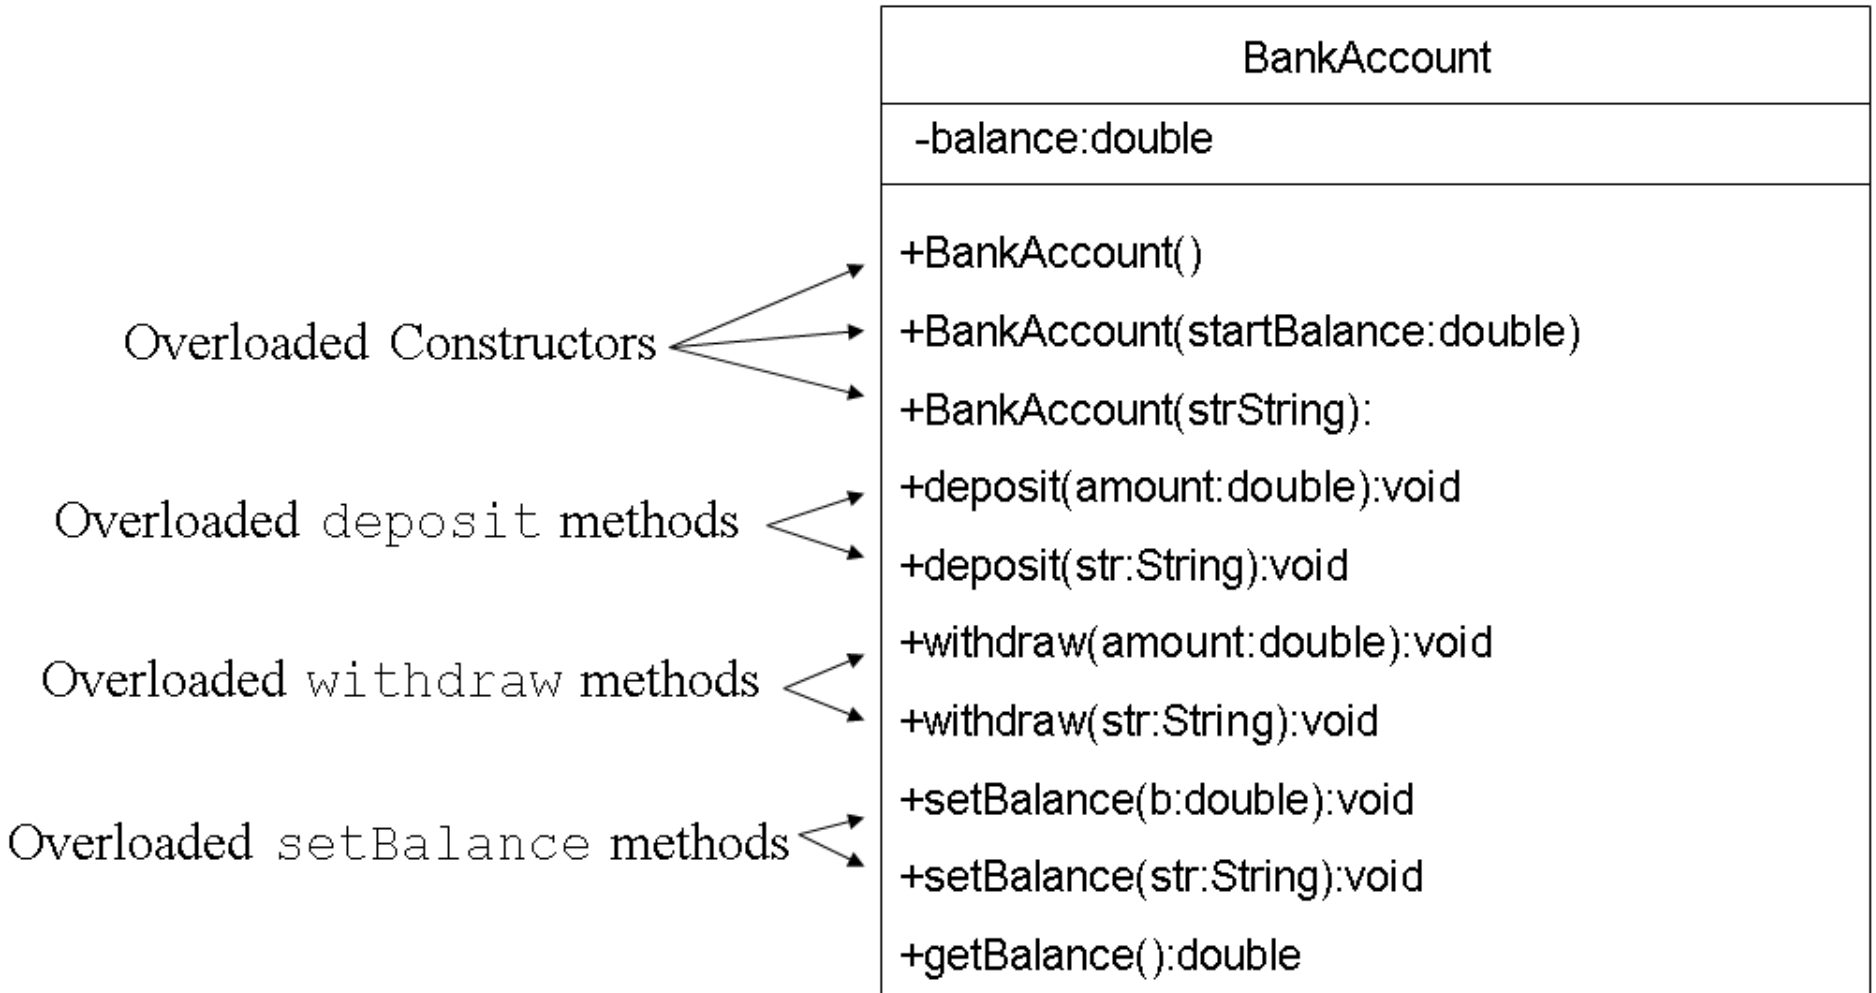 BankAccount
-balance:double
+BankAccount()
Overloaded Constructors
+BankAccount(startBalance:double)
+BankAccount(strString):
Overloaded deposit methods
+deposit(amount:double):void
+deposit(str:String):void
Overloaded withdraw methods
+withdraw(amount:double):void
+withdraw(str:String):void
Overloaded setBalance methods
+setBalance(b:double):void
+setBalance(str:String):void
+getBalance():double